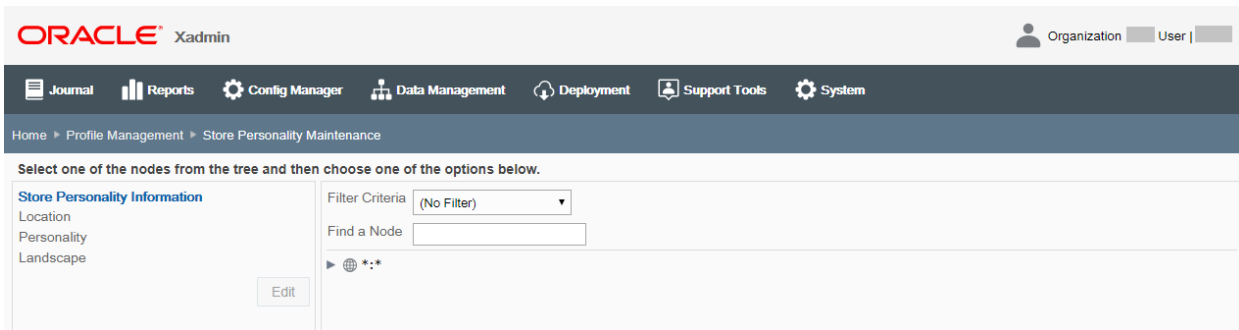 ORACLE® Xadmin
Organization User |
Journal Reports Config Manager Data Management Deployment Support Tools System
Home ▸ Profile Management ▸ Store Personality Maintenance
Select one of the nodes from the tree and then choose one of the options below.
Store Personality Information
Location
Personality
Landscape
Edit
Filter Criteria (No Filter)
Find a Node
*:*